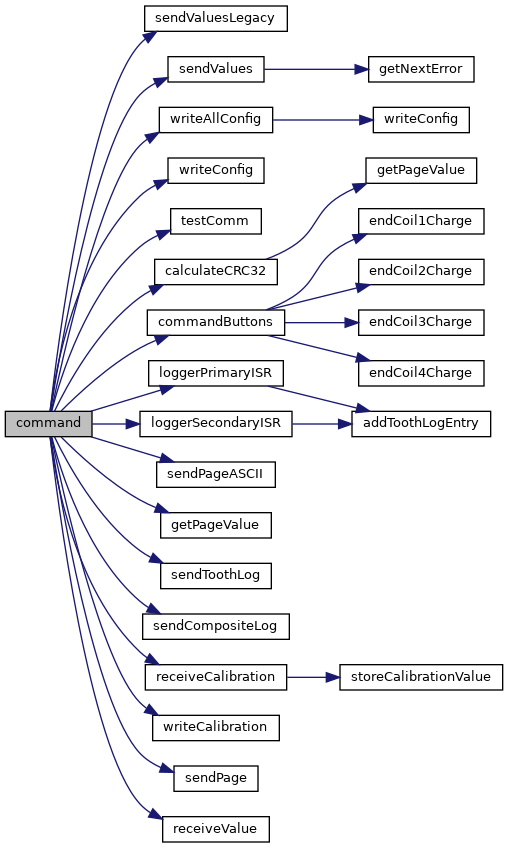 sendValuesLegacy
sendValues
getNextError
writeAllConfig
writeConfig
writeConfig
getPageValue
testComm
endCoil1Charge
calculateCRC32
endCoil2Charge
commandButtons
endCoil3Charge
loggerPrimaryISR
endCoil4Charge
command
loggerSecondaryISR
addToothLogEntry
sendPageASCII
getPageValue
sendToothLog
sendCompositeLog
receiveCalibration
storeCalibrationValue
writeCalibration
sendPage
receiveValue